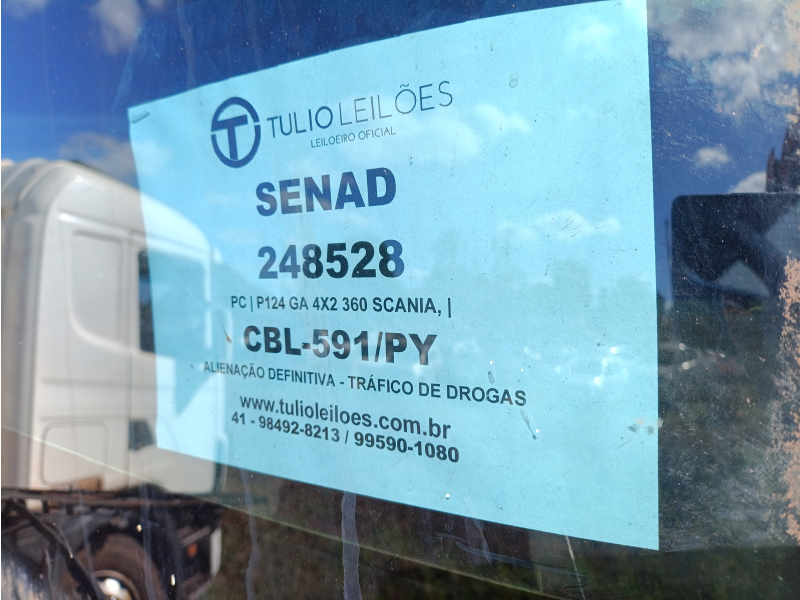 TULIO LEILÕES
LEILOEIRO OFICIAL
SENAD
248528
PC | P124 GA 4X2 360 SCANIA, |
CBL-591/PY
ALIENAÇÃO DEFINITIVA - TRÁFICO DE DROGAS
www.tulioleiloes.com.br
41 - 98492-8213 / 99590-1080